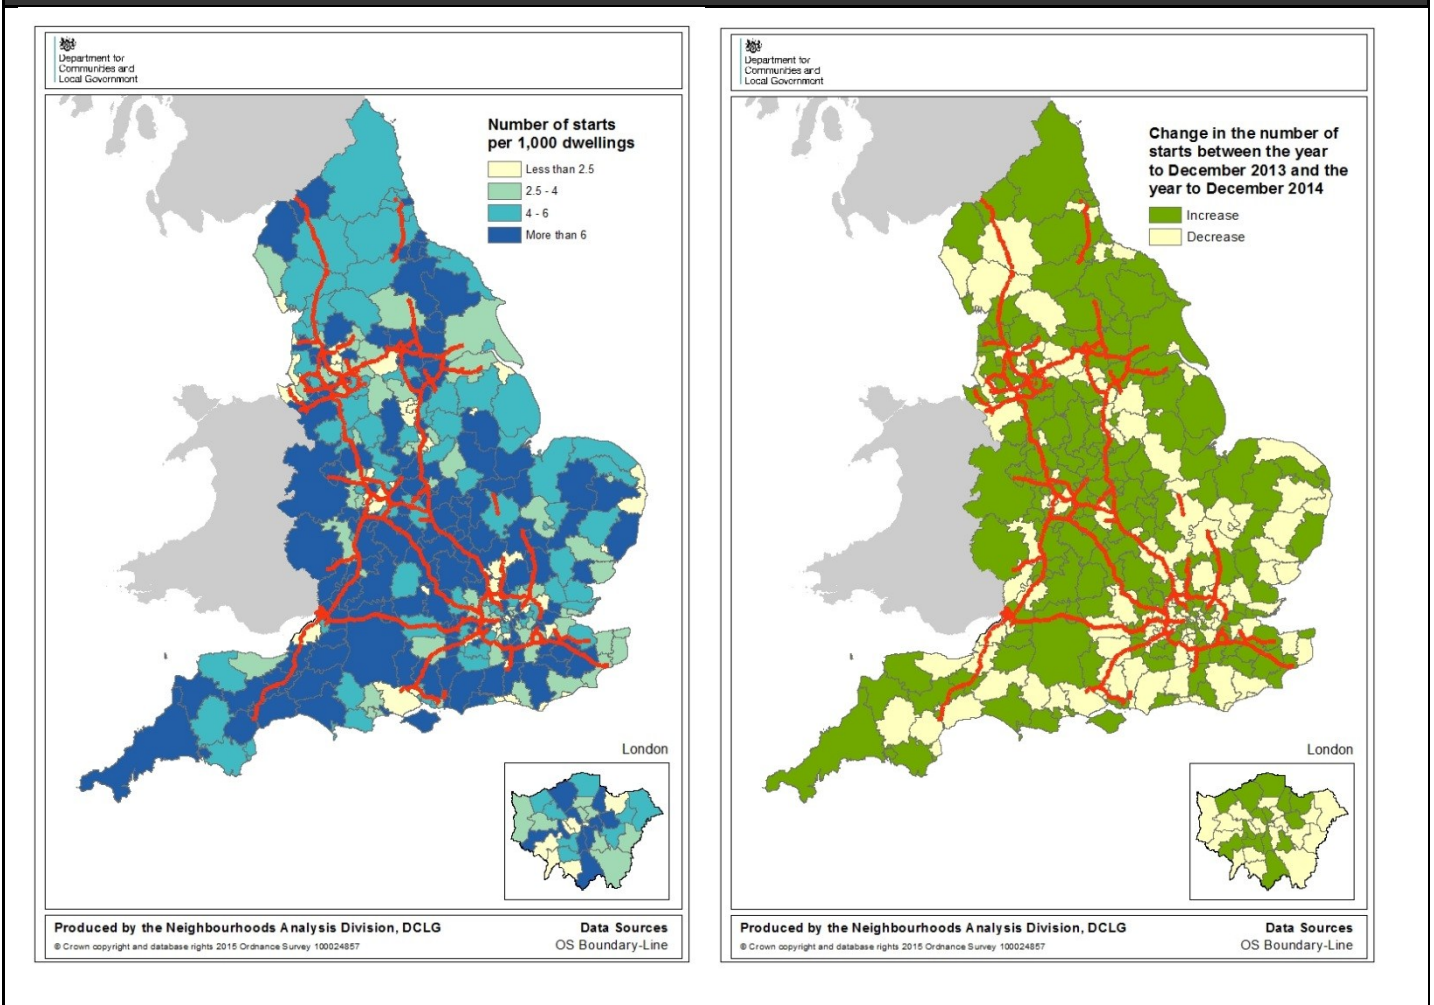 Department for
Communities and
Local Government
Number of starts
per 1,000 dwellings
Less than 2.5
2.5 - 4
4 - 6
More than 6
London
Produced by the Neighbourhoods Analysis Division, DCLG
© Crown copyright and database rights 2015 Ordnance Survey 100024857
Data Sources
OS Boundary-Line
Department for
Communities and
Local Government
Change in the number of
starts between the year
to December 2013 and the
year to December 2014
Increase
Decrease
London
Produced by the Neighbourhoods Analysis Division, DCLG
© Crown copyright and database rights 2015 Ordnance Survey 100024857
Data Sources
OS Boundary-Line